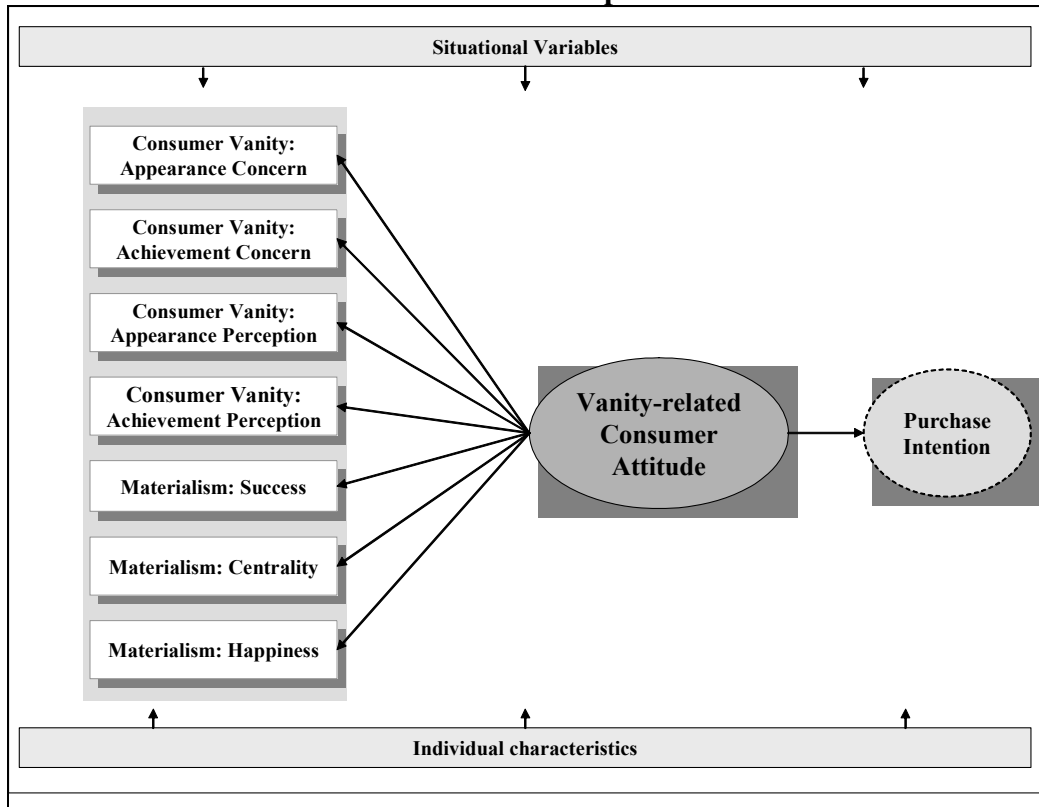 Situational Variables
Consumer Vanity:
Appearance Concern
Consumer Vanity:
Achievement Concern
Consumer Vanity:
Appearance Perception
Consumer Vanity:
Achievement Perception
Materialism: Success
Materialism: Centrality
Materialism: Happiness
Vanity-related
Consumer
Attitude
Purchase
Intention
Individual characteristics